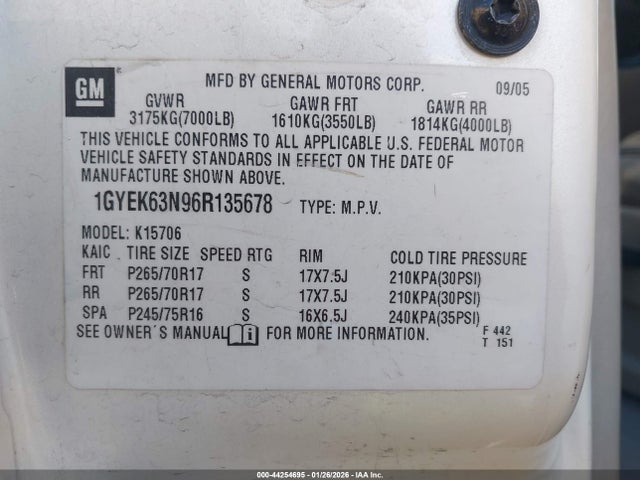 GM
MFD BY GENERAL MOTORS CORP. 09/05
GVWR GAWR FRT GAWR RR
3175KG(7000LB) 1610KG(3550LB) 1814KG(4000LB)
THIS VEHICLE CONFORMS TO ALL APPLICABLE U.S. FEDERAL MOTOR
VEHICLE SAFETY STANDARDS IN EFFECT ON THE DATE OF
MANUFACTURE SHOWN ABOVE.
1GYEK63N96R135678 TYPE: M.P.V.
MODEL: K15706
KAIC TIRE SIZE SPEED RTG RIM COLD TIRE PRESSURE
FRT P265/70R17 S 17X7.5J 210KPA(30PSI)
RR P265/70R17 S 17X7.5J 210KPA(30PSI)
SPA P245/75R16 S 16X6.5J 240KPA(35PSI)
SEE OWNER'S MANUAL FOR MORE INFORMATION.
F 442
T 151
000-44254695 | 01/26/2026 | IAA Inc.